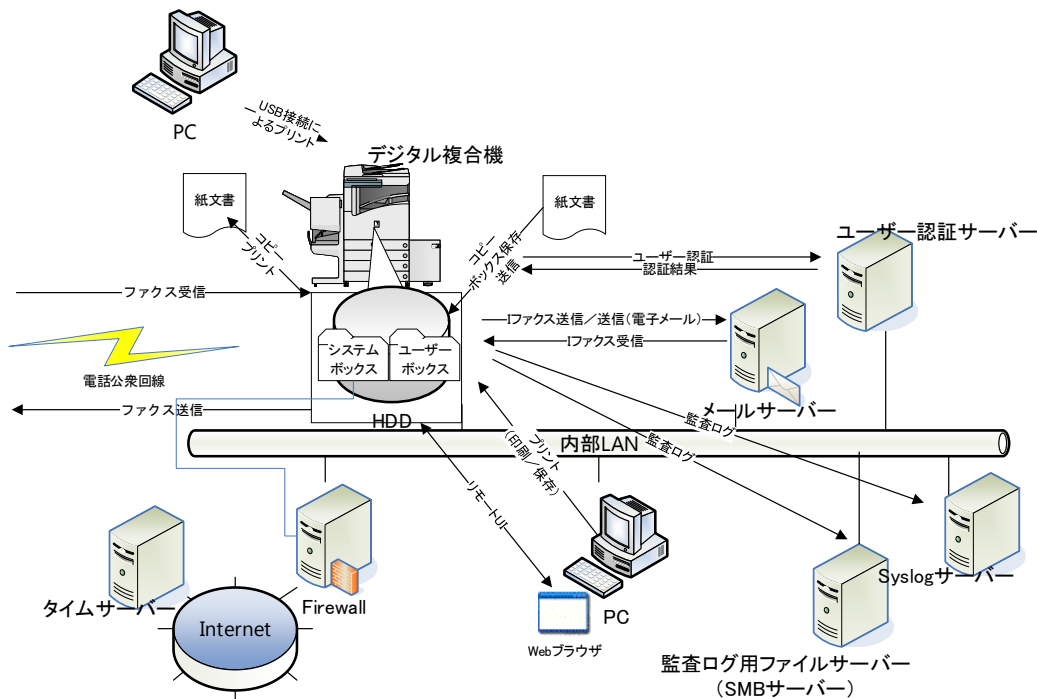 PC
USB接続に
よるプリント
デジタル複合機
紙文書
紙文書
コピー
プリント
コピー
ボックス保存
送信
ユーザー認証サーバー
ユーザー認証
認証結果
ファクス受信
Iファクス送信／送信（電子メール）
Iファクス受信
システム
ボックス
ユーザー
ボックス
電話公衆回線
ファクス送信
HDD
メールサーバー
監査ログ
監査ログ
内部LAN
プリント
（印刷／保存）
リモートUI
タイムサーバー
Firewall
Internet
PC
Webブラウザ
Syslogサーバー
監査ログ用ファイルサーバー
（SMBサーバー）